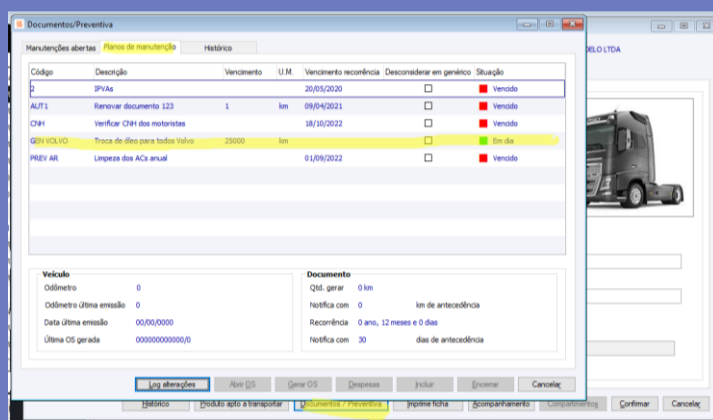 Documentos/Preventiva
Manutenções abertas Planos de manutenção Histórico
Código Descrição Vencimento U.M. Vencimento recorrência Desconsiderar em genérico Situação
2 IPVAs 20/05/2020 Vencido
AUT1 Renovar documento 123 1 km 09/04/2021 Vencido
CNH Verificar CNH dos motoristas 18/10/2022 Vencido
GEN VOLVO Troca de óleo para todos Volvo 25000 km Em dia
PREV AR Limpeza dos ACs anual 01/09/2022 Vencido
DELO LTDA
Veículo
Odômetro 0
Odômetro última emissão 0
Data última emissão 00/00/0000
Última OS gerada 000000000000/0
Documento
Qtd. gerar 0 km
Notifica com 0 km de antecedência
Recorrência 0 ano, 12 meses e 0 dias
Notifica com 30 dias de antecedência
Log alterações Abrir OS Gerar OS Despesas Incluir Encerrar Cancelar
Histórico Produto apto a transportar Documentos / Preventiva Imprime ficha Acompanhamento Compartimentos Confirmar Cancelar